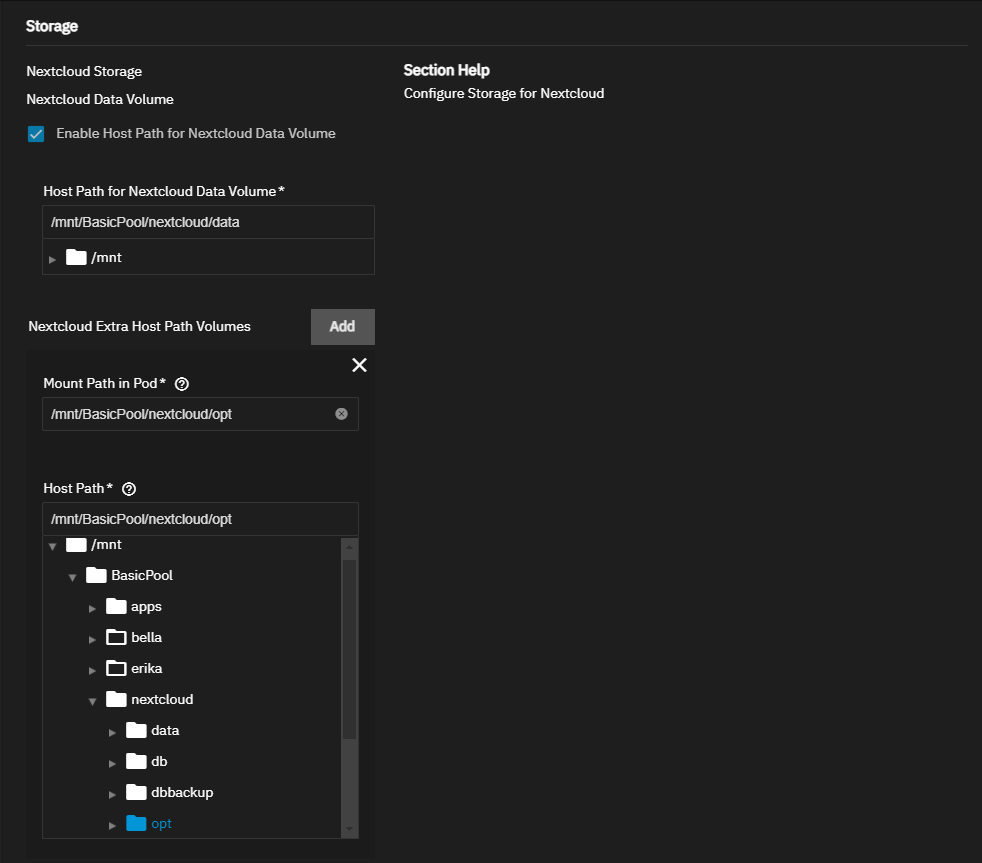 Storage
Nextcloud Storage
Section Help
Nextcloud Data Volume
Configure Storage for Nextcloud
Enable Host Path for Nextcloud Data Volume
Host Path for Nextcloud Data Volume*
/mnt/BasicPool/nextcloud/data
/mnt
Nextcloud Extra Host Path Volumes
Add
Mount Path in Pod*
/mnt/BasicPool/nextcloud/opt
Host Path*
/mnt/BasicPool/nextcloud/opt
/mnt
BasicPool
apps
bella
erika
nextcloud
data
db
dbbackup
opt